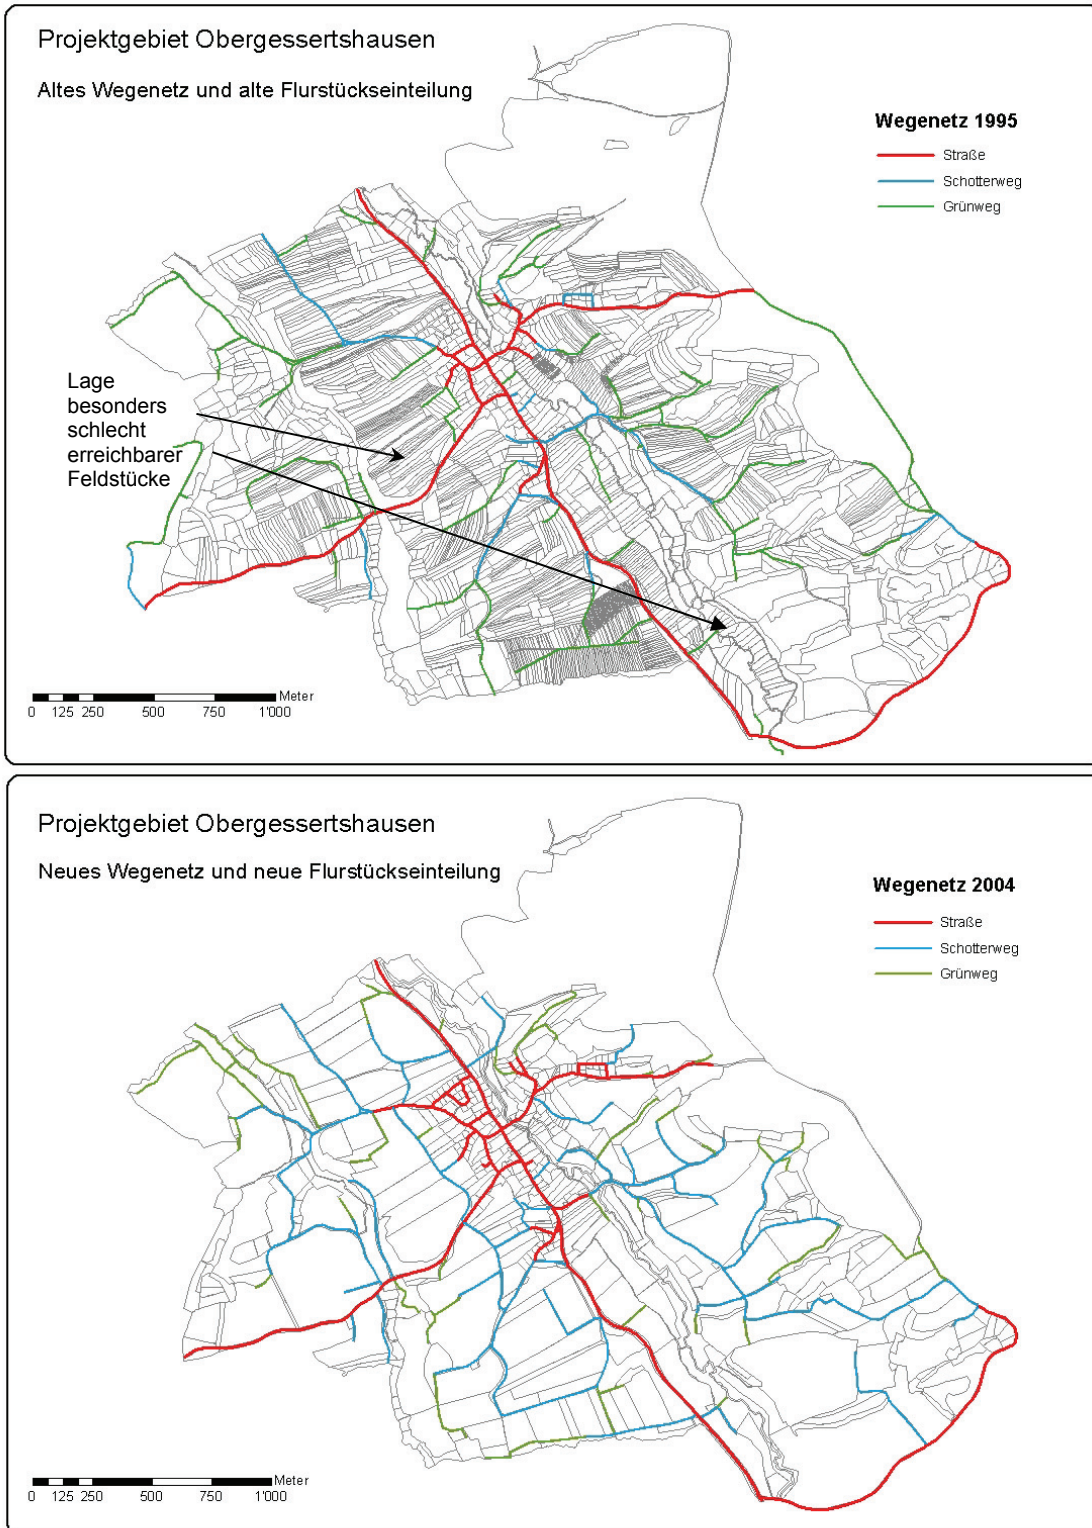 Projektgebiet Obergessertshausen
Altes Wegenetz und alte Flurstückseinteilung
Wegenetz 1995
Straße
Schotterweg
Grünweg
Lage
besonders
schlecht
erreichbarer
Feldstücke
Meter
0 125 250 500 750 1'000
Projektgebiet Obergessertshausen
Neues Wegenetz und neue Flurstückseinteilung
Wegenetz 2004
Straße
Schotterweg
Grünweg
Meter
0 125 250 500 750 1'000